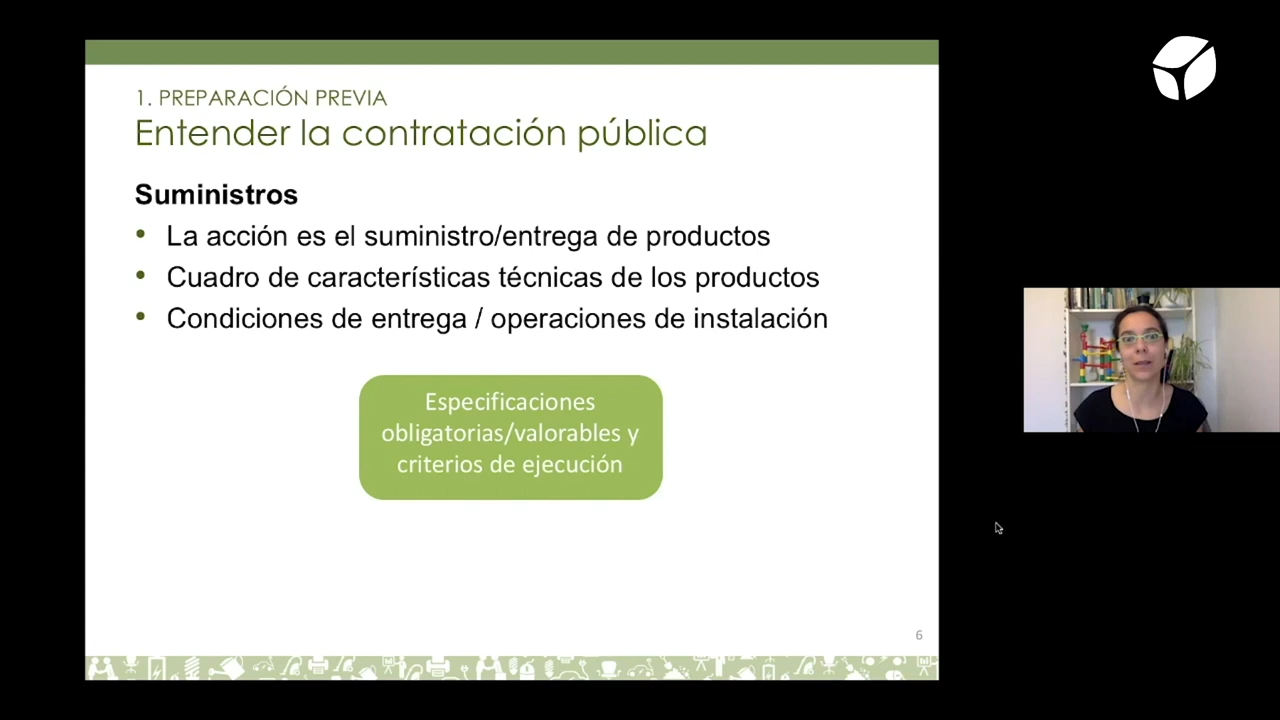 1. PREPARACIÓN PREVIA
Entender la contratación pública
Suministros
• La acción es el suministro/entrega de productos
• Cuadro de características técnicas de los productos
• Condiciones de entrega / operaciones de instalación
Especificaciones
obligatorias/valorables y
criterios de ejecución
6